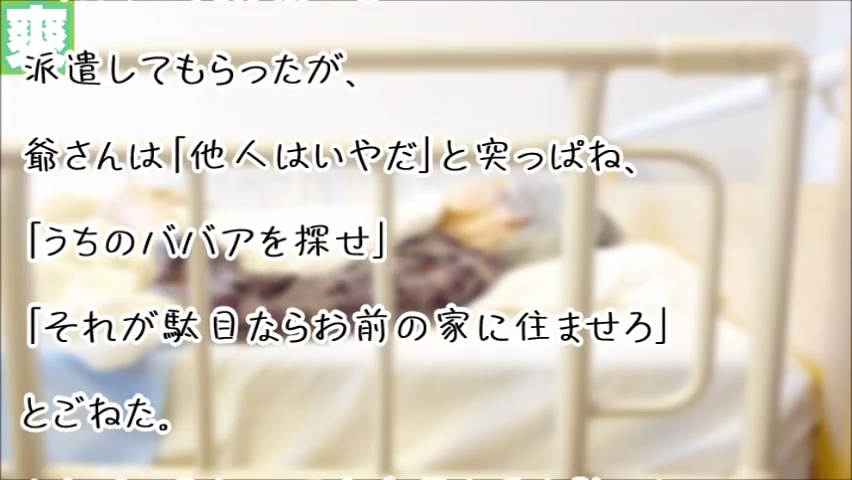 爽
派遣してもらったが、
爺さんは「他人はいやだ」と突っぱね、
「うちのババアを探せ」
「それが駄目ならお前の家に住ませろ」
とごねた。